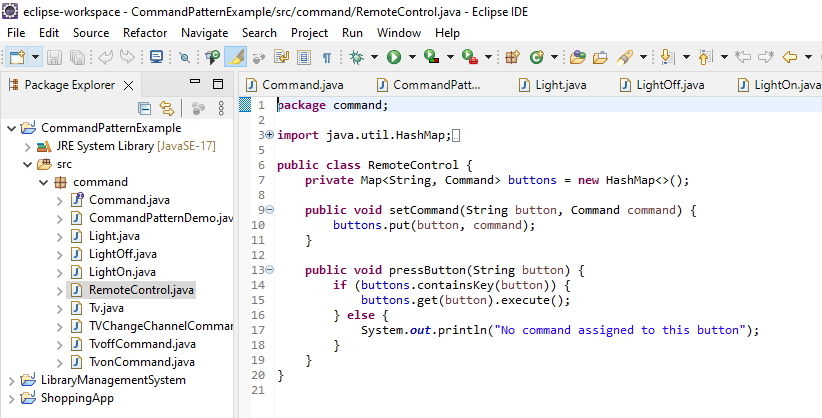 eclipse-workspace - CommandPatternExample/src/command/RemoteControl.java - Eclipse IDE
File Edit Source Refactor Navigate Search Project Run Window Help
Package Explorer
CommandPatternExample
JRE System Library [JavaSE-17]
src
command
Command.java
CommandPatternDemo.jav
Light.java
LightOff.java
LightOn.java
RemoteControl.java
Tv.java
TVChangeChannelComman
TvoffCommand.java
TvonCommand.java
LibraryManagementSystem
ShoppingApp
Command.java CommandPatt... Light.java LightOff.java LightOn.java
1 package command;
2
3 import java.util.HashMap;
5
6 public class RemoteControl {
7 private Map<String, Command> buttons = new HashMap<>();
8
9 public void setCommand(String button, Command command) {
10 buttons.put(button, command);
11 }
12
13 public void pressButton(String button) {
14 if (buttons.containsKey(button)) {
15 buttons.get(button).execute();
16 } else {
17 System.out.println("No command assigned to this button");
18 }
19 }
20 }
21